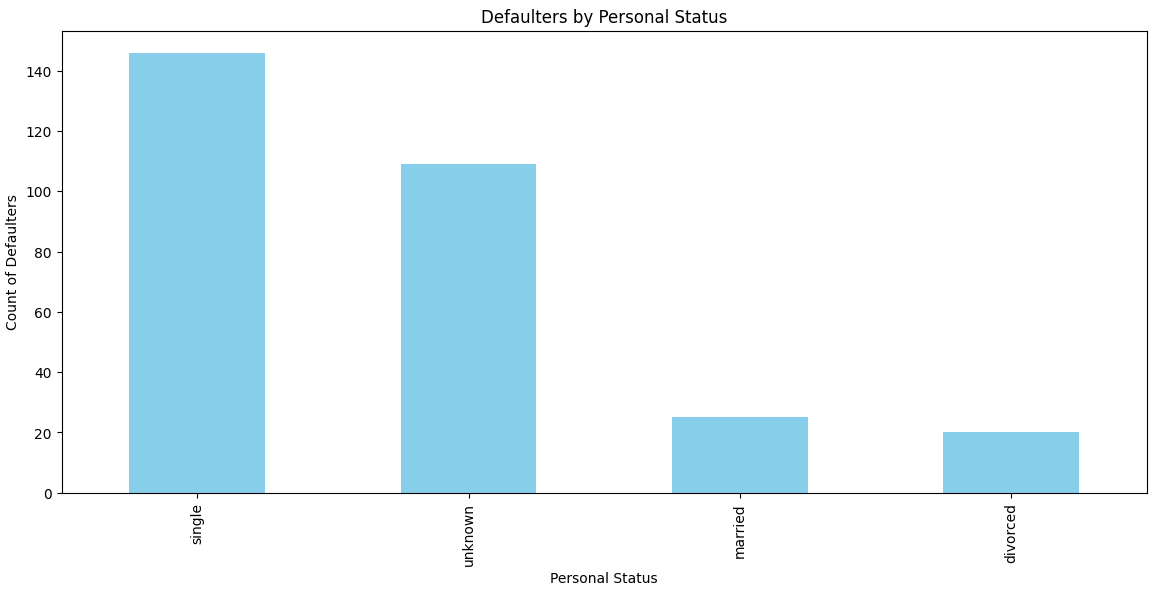 Defaulters by Personal Status
Count of Defaulters
140
120
100
80
60
40
20
0
single
unknown
married
divorced
Personal Status